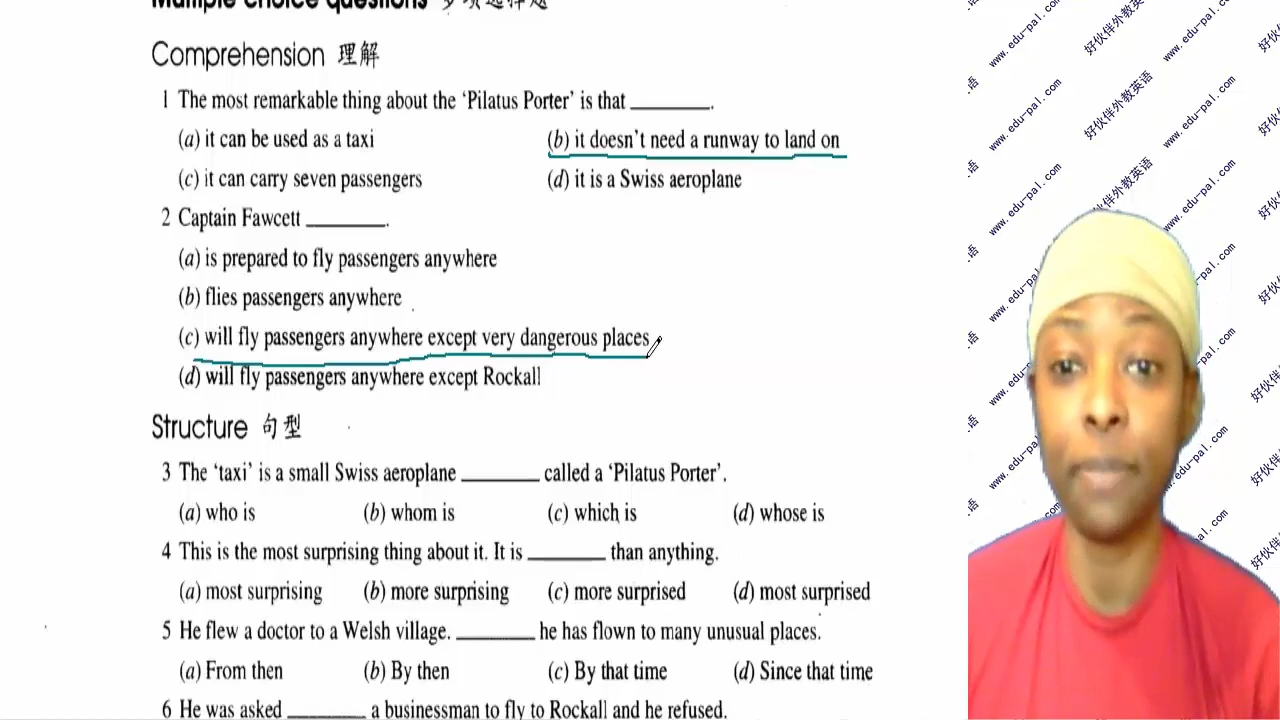 Multiple choice questions 多项选择题
Comprehension 理解
1 The most remarkable thing about the ‘Pilatus Porter’ is that ________.
(a) it can be used as a taxi (b) it doesn’t need a runway to land on
(c) it can carry seven passengers (d) it is a Swiss aeroplane
2 Captain Fawcett ________.
(a) is prepared to fly passengers anywhere
(b) flies passengers anywhere
(c) will fly passengers anywhere except very dangerous places
(d) will fly passengers anywhere except Rockall
Structure 句型
3 The ‘taxi’ is a small Swiss aeroplane ________ called a ‘Pilatus Porter’.
(a) who is (b) whom is (c) which is (d) whose is
4 This is the most surprising thing about it. It is ________ than anything.
(a) most surprising (b) more surprising (c) more surprised (d) most surprised
5 He flew a doctor to a Welsh village. ________ he has flown to many unusual places.
(a) From then (b) By then (c) By that time (d) Since that time
6 He was asked ________ a businessman to fly to Rockall and he refused.
www.edu-pal.com
好伙伴外教英语